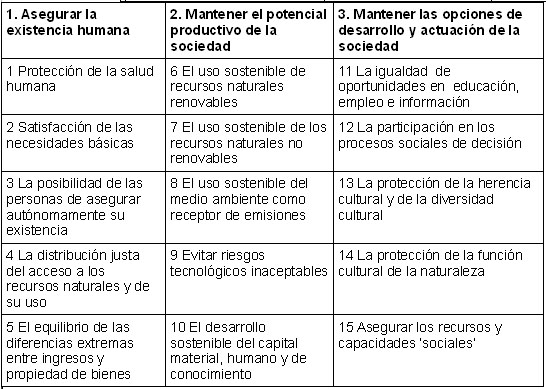 1. Asegurar la
existencia humana
2. Mantener el potencial
productivo de la
sociedad
3. Mantener las opciones de
desarrollo y actuación de la
sociedad
1 Protección de la salud
humana
6 El uso sostenible de
recursos naturales
renovables
11 La igualdad de
oportunidades en educación,
empleo e información
2 Satisfacción de las
necesidades básicas
7 El uso sostenible de los
recursos naturales no
renovables
12 La participación en los
procesos sociales de decisión
3 La posibilidad de las
personas de asegurar
autónomamente su
existencia
8 El uso sostenible del
medio ambiente como
receptor de emisiones
13 La protección de la herencia
cultural y de la diversidad
cultural
4 La distribución justa
del acceso a los
recursos naturales y de
su uso
9 Evitar riesgos
tecnológicos inaceptables
14 La protección de la función
cultural de la naturaleza
5 El equilibrio de las
diferencias extremas
entre ingresos y
propiedad de bienes
10 El desarrollo
sostenible del capital
material, humano y de
conocimiento
15 Asegurar los recursos y
capacidades 'sociales'